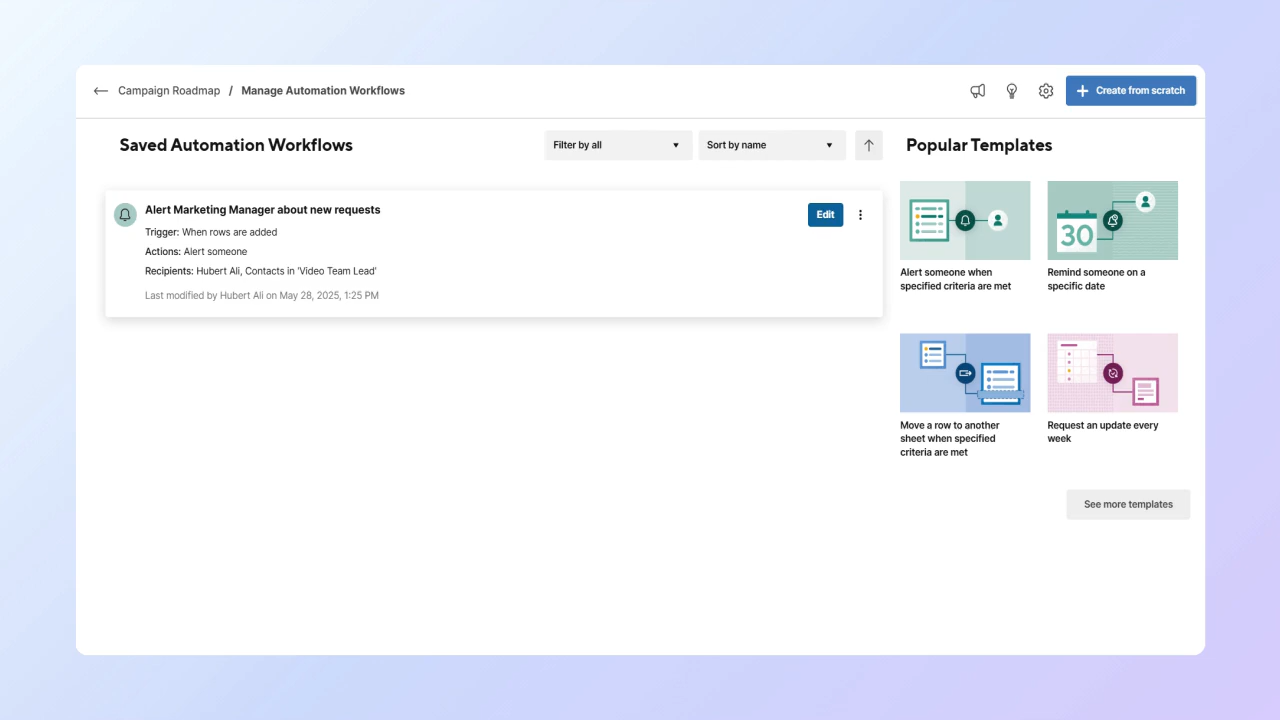 Campaign Roadmap / Manage Automation Workflows
Create from scratch
Saved Automation Workflows
Filter by all
Sort by name
Alert Marketing Manager about new requests
Edit
Trigger: When rows are added
Actions: Alert someone
Recipients: Hubert Ali, Contacts in 'Video Team Lead'
Last modified by Hubert Ali on May 28, 2025, 1:25 PM
Popular Templates
Alert someone when
specified criteria are met
30
Remind someone on a
specific date
Move a row to another
sheet when specified
criteria are met
Request an update every
week
See more templates